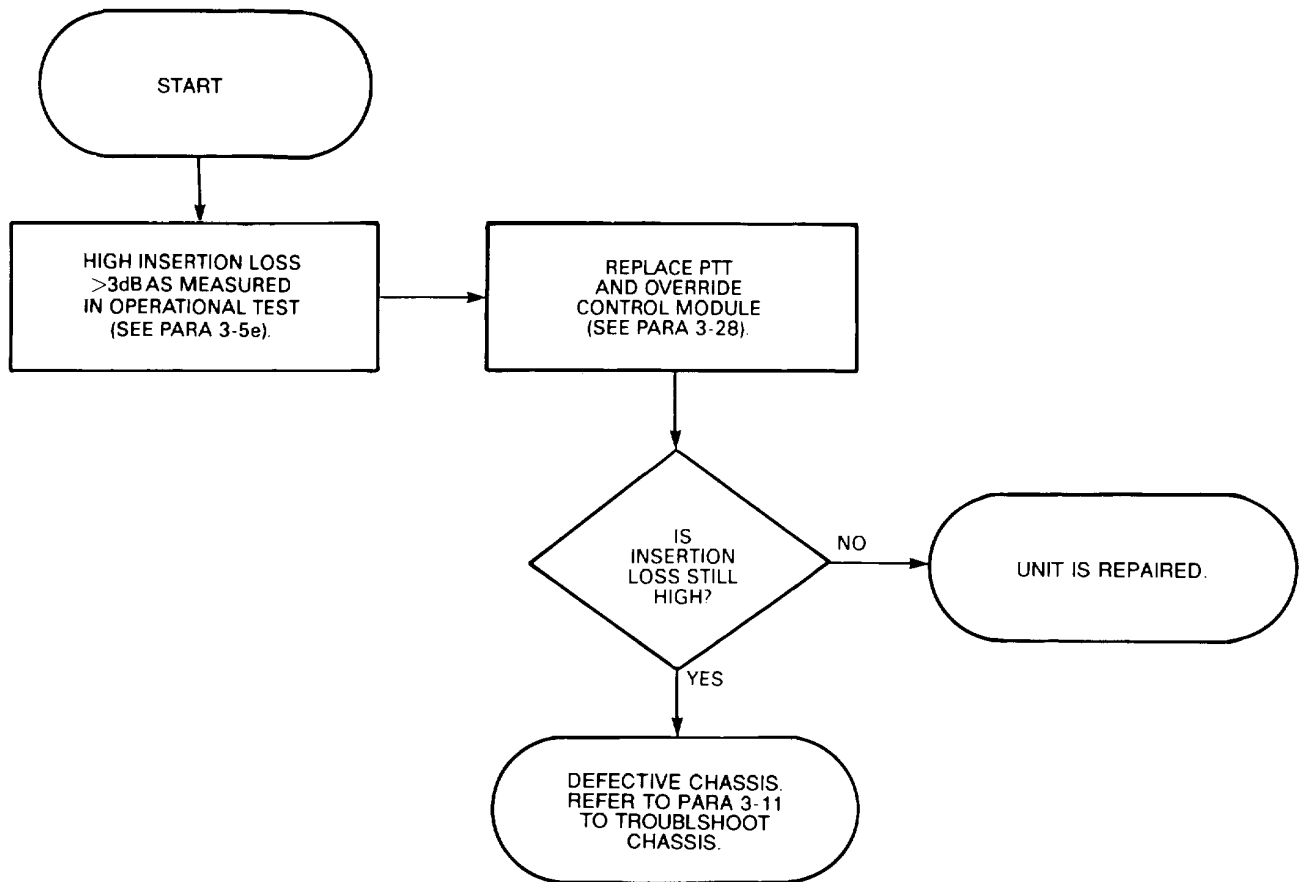 START
HIGH INSERTION LOSS
>3dB AS MEASURED
IN OPERATIONAL TEST
(SEE PARA 3-5e).
REPLACE PTT
AND OVERRIDE
CONTROL MODULE
(SEE PARA 3-28).
IS
INSERTION
LOSS STILL
HIGH?
NO
UNIT IS REPAIRED.
YES
DEFECTIVE CHASSIS.
REFER TO PARA 3-11
TO TROUBLSHOOT
CHASSIS.